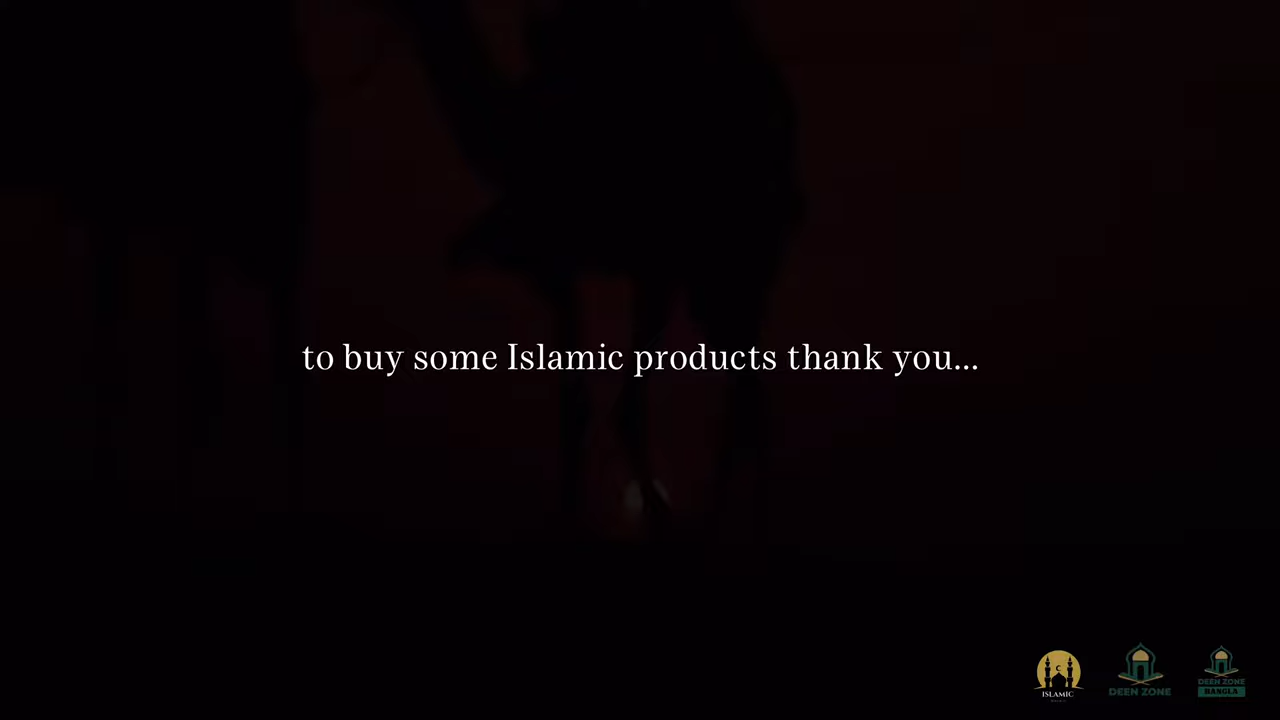 to buy some Islamic products thank you...
ISLAMIC
DEEN ZONE
DEEN ZONE
BANGLA